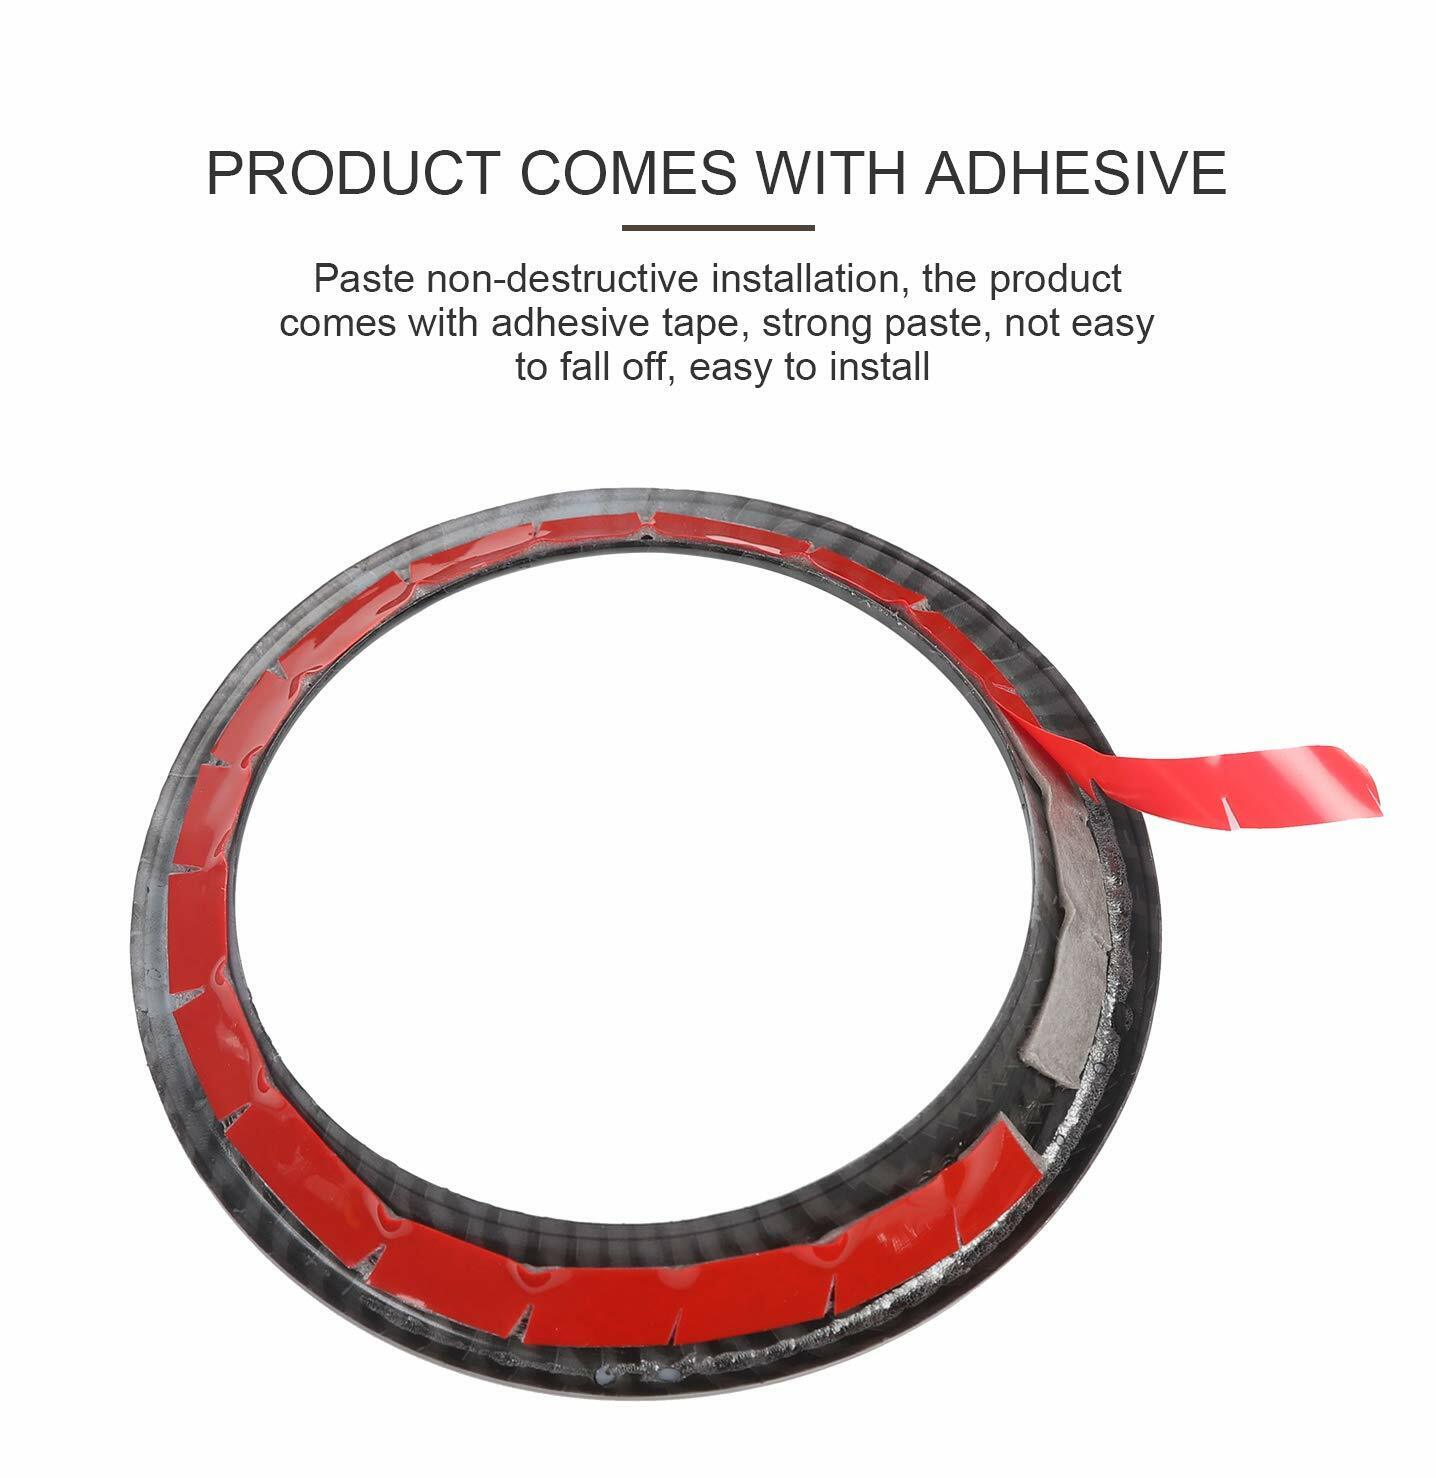 PRODUCT COMES WITH ADHESIVE
Paste non-destructive installation, the product
comes with adhesive tape, strong paste, not easy
to fall off, easy to install